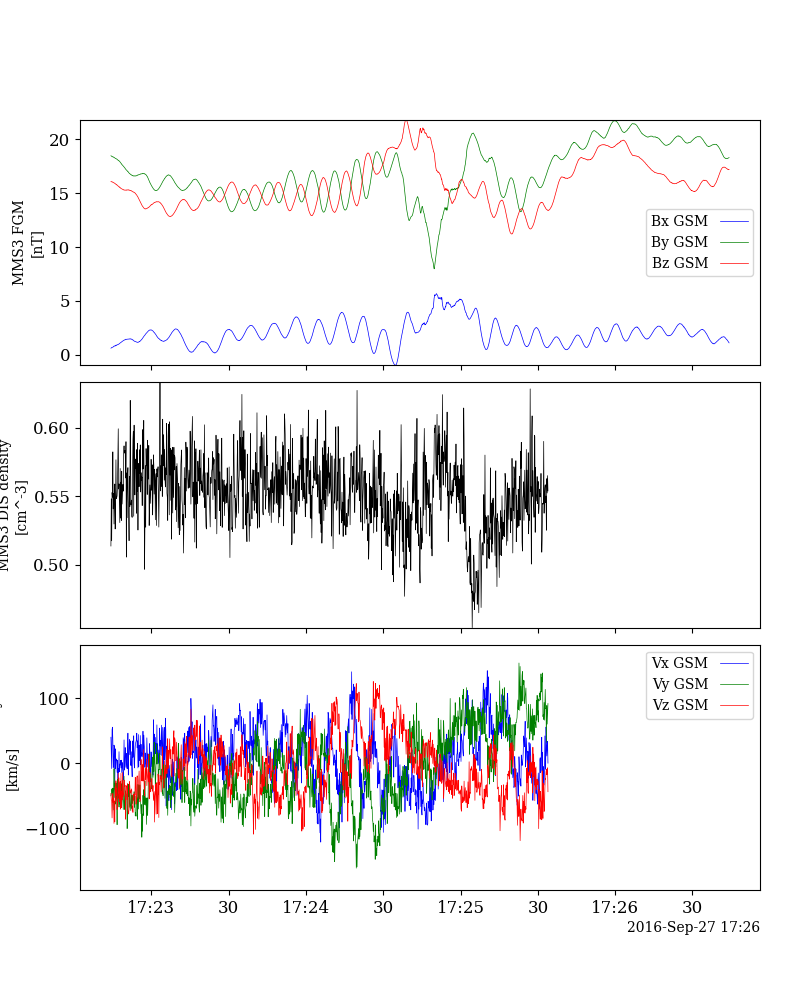 MMS3 FGM
[nT]
20
15
10
5
0
Bx GSM
By GSM
Bz GSM
MMS3 DIS density
[cm^-3]
0.60
0.55
0.50
[km/s]
100
0
−100
Vx GSM
Vy GSM
Vz GSM
17:23 30 17:24 30 17:25 30 17:26 30
2016-Sep-27 17:26